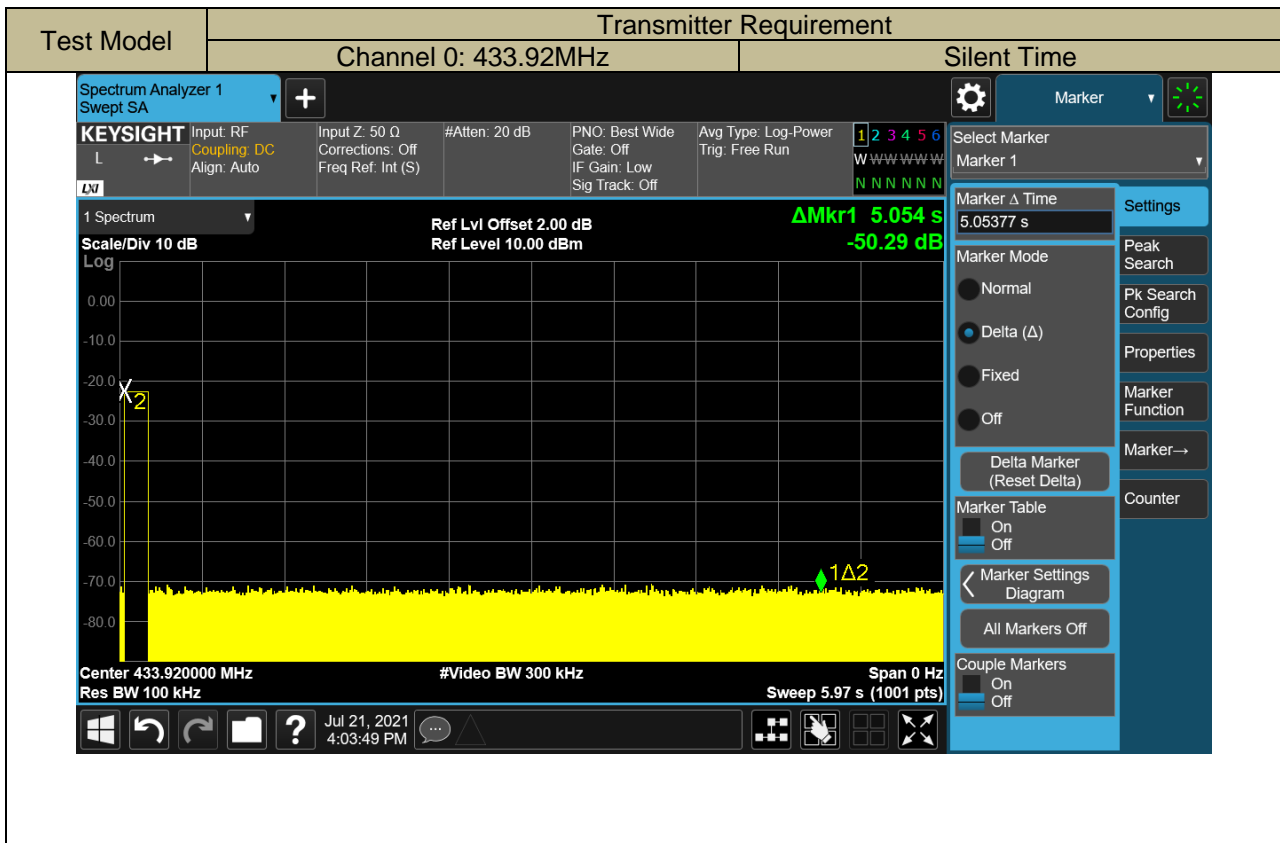 Test Model
Transmitter Requirement
Channel 0: 433.92MHz
Silent Time
Spectrum Analyzer 1
Swept SA
Marker
KEYSIGHT
L
LXI
Input: RF
Coupling: DC
Align: Auto
Input Z: 50 Ω
Corrections: Off
Freq Ref: Int (S)
#Atten: 20 dB
PNO: Best Wide
Gate: Off
IF Gain: Low
Sig Track: Off
Avg Type: Log-Power
Trig: Free Run
1 2 3 4 5 6
W W W W W W
N N N N N N
Select Marker
Marker 1
1 Spectrum
Scale/Div 10 dB
Log
Ref Lvl Offset 2.00 dB
Ref Level 10.00 dBm
ΔMkr1 5.054 s
-50.29 dB
0.00
-10.0
-20.0
-30.0
-40.0
-50.0
-60.0
-70.0
-80.0
X2
1Δ2
Center 433.920000 MHz
Res BW 100 kHz
#Video BW 300 kHz
Span 0 Hz
Sweep 5.97 s (1001 pts)
Marker Δ Time
5.05377 s
Marker Mode
Normal
Delta (Δ)
Fixed
Off
Delta Marker
(Reset Delta)
Marker Table
On
Off
Marker Settings
Diagram
All Markers Off
Couple Markers
On
Off
Settings
Peak
Search
Pk Search
Config
Properties
Marker
Function
Marker→
Counter
?
Jul 21, 2021
4:03:49 PM